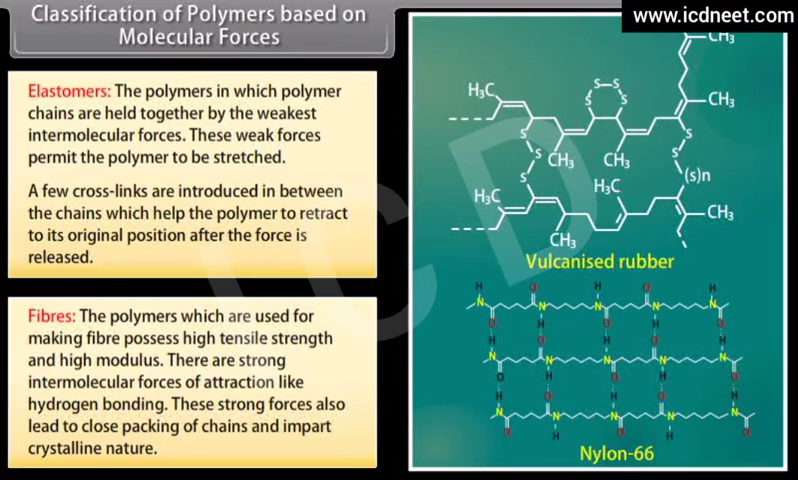 Classification of Polymers based on
Molecular Forces
www.icdneet.com
Elastomers: The polymers in which polymer
chains are held together by the weakest
intermolecular forces. These weak forces
permit the polymer to be stretched.
A few cross-links are introduced in between
the chains which help the polymer to retract
to its original position after the force is
released.
Fibres: The polymers which are used for
making fibre possess high tensile strength
and high modulus. There are strong
intermolecular forces of attraction like
hydrogen bonding. These strong forces also
lead to close packing of chains and impart
crystalline nature.
CH₃
H₃C
S S
S S
CH₃
S
S
S
CH₃
CH₃
S
S
(s)n
H₃C
H₃C
CH₃
CH₃
Vulcanised rubber
H O H O H
N N N N N
O H O H O
H O H O H
N N N N N
O H O H O
H O H O H
N N N N N
O H O H O
Nylon-66
ICD